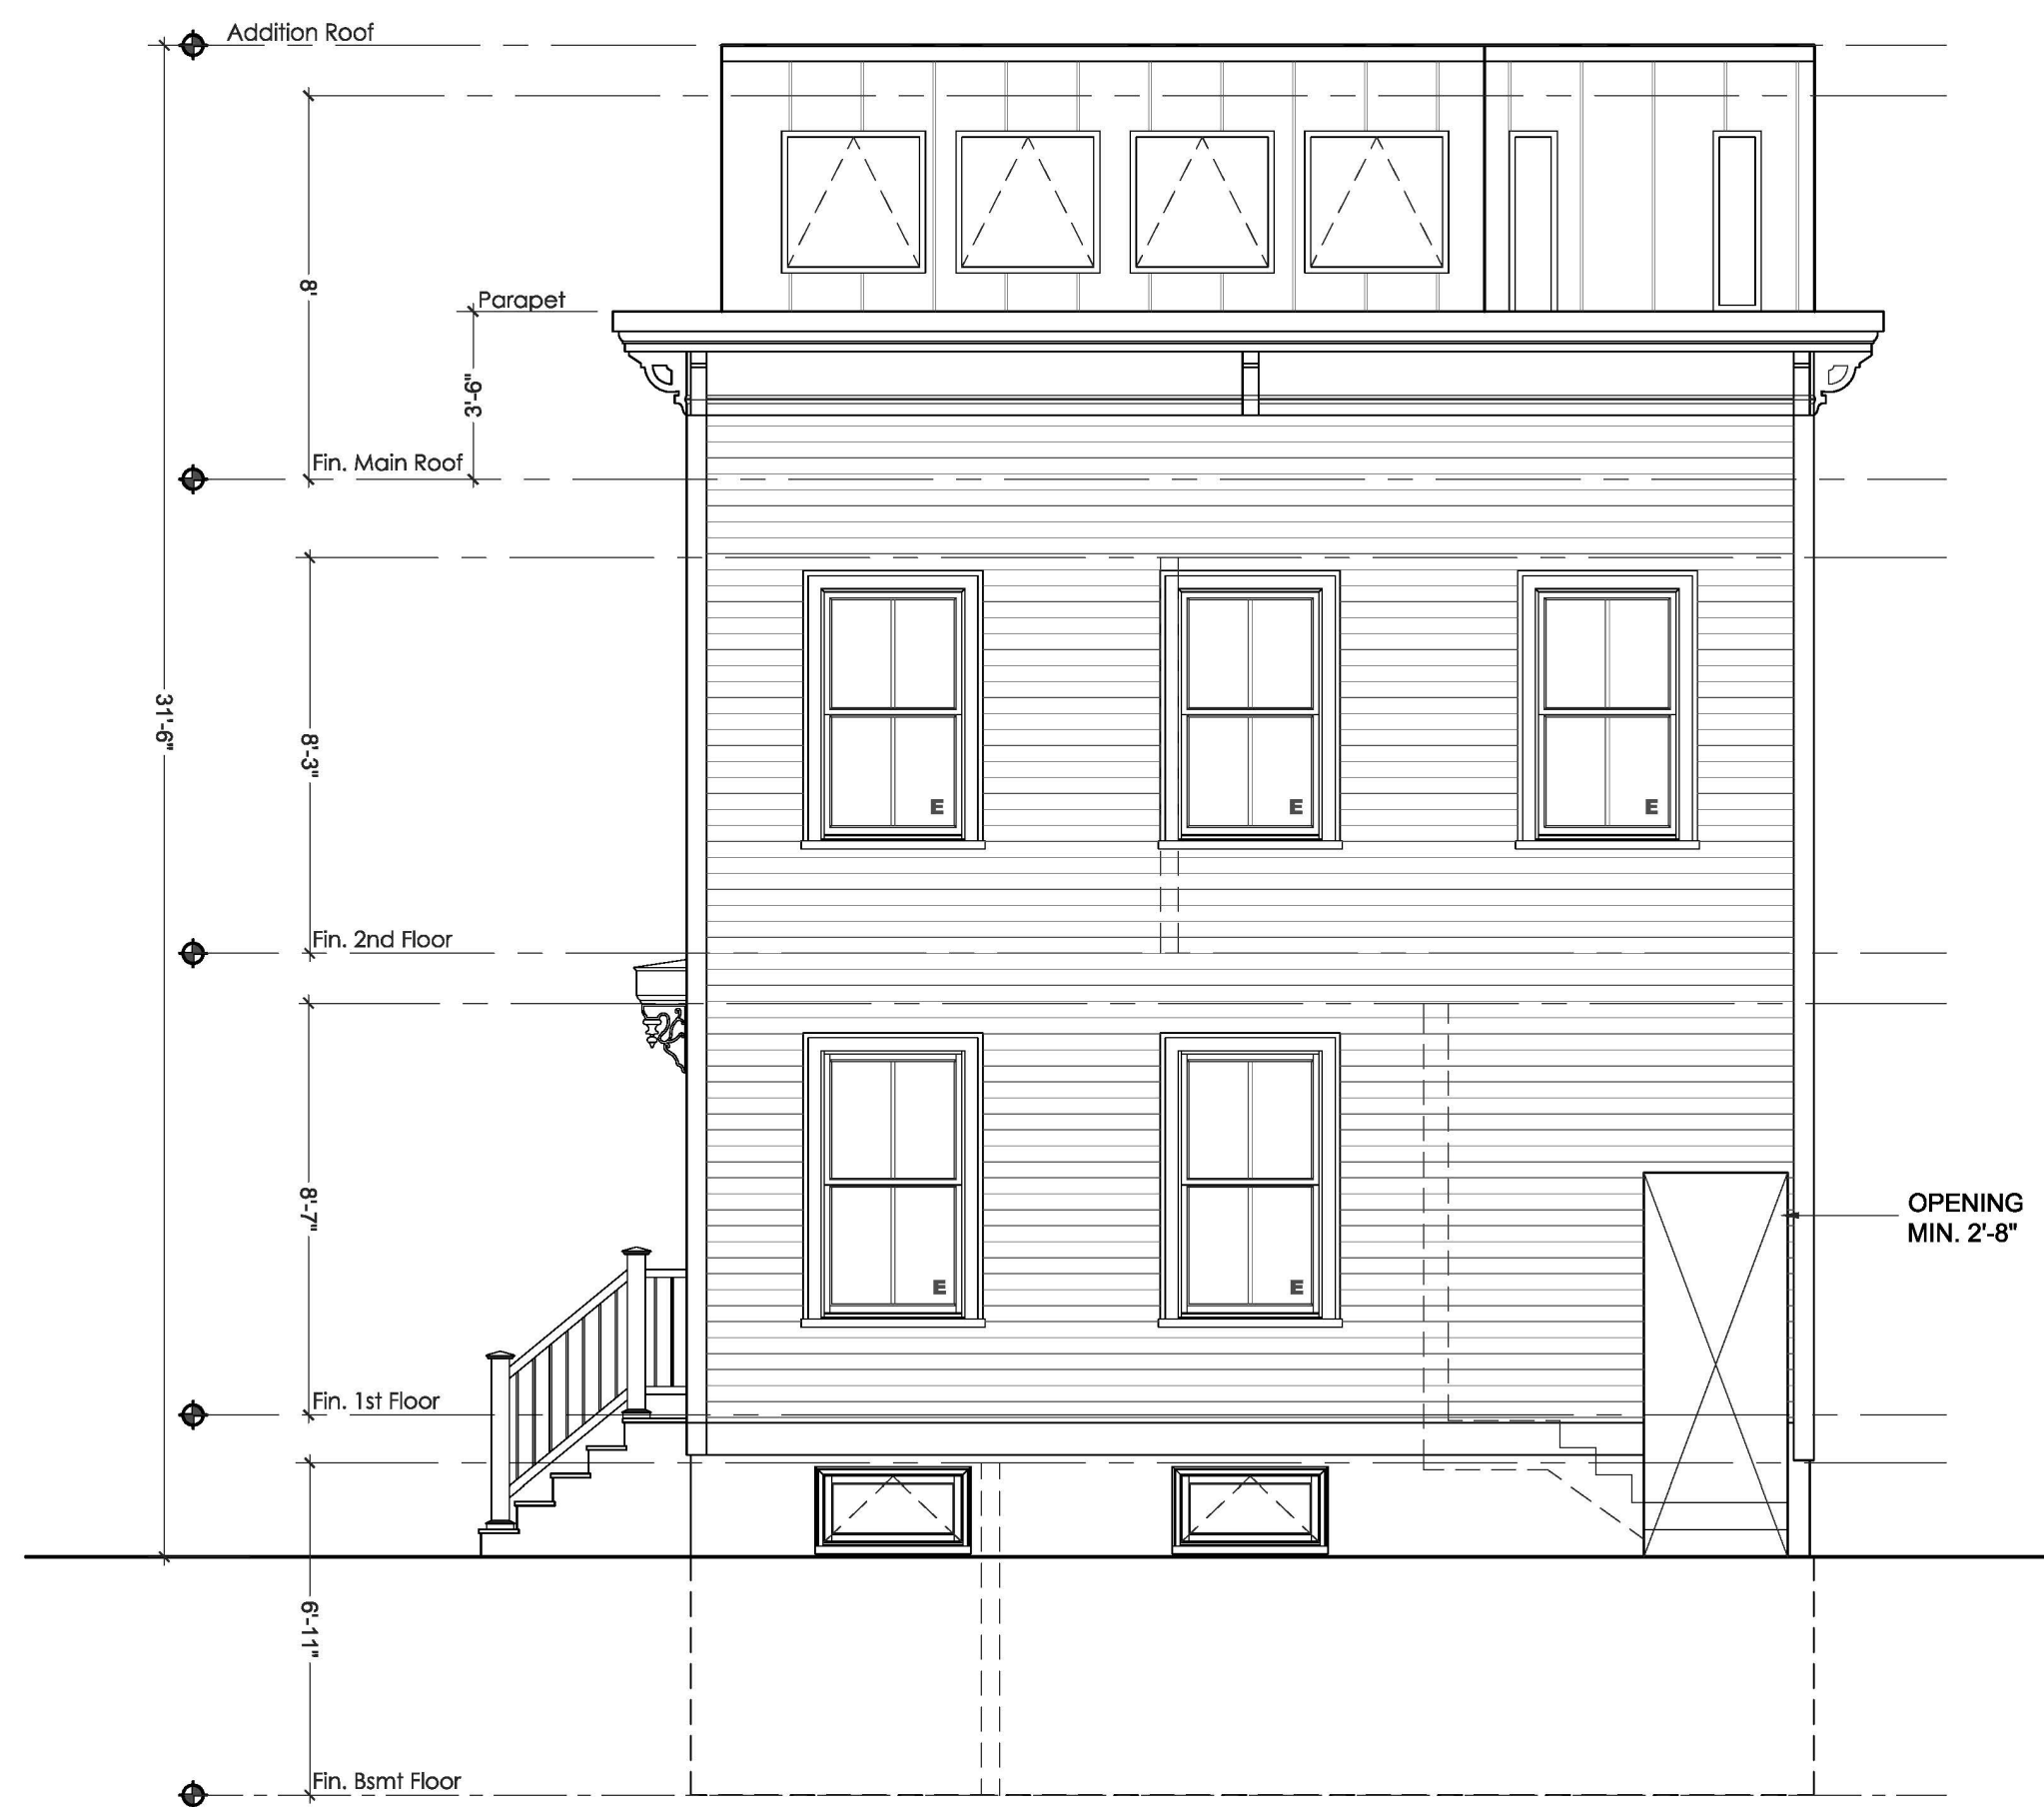 Addition Roof
8'
Parapet
3'-6"
Fin. Main Roof
31'-6"
8'-3"
E
E
E
Fin. 2nd Floor
8'-7"
OPENING
MIN. 2'-8"
E
E
Fin. 1st Floor
6'-11"
Fin. Bsmt Floor